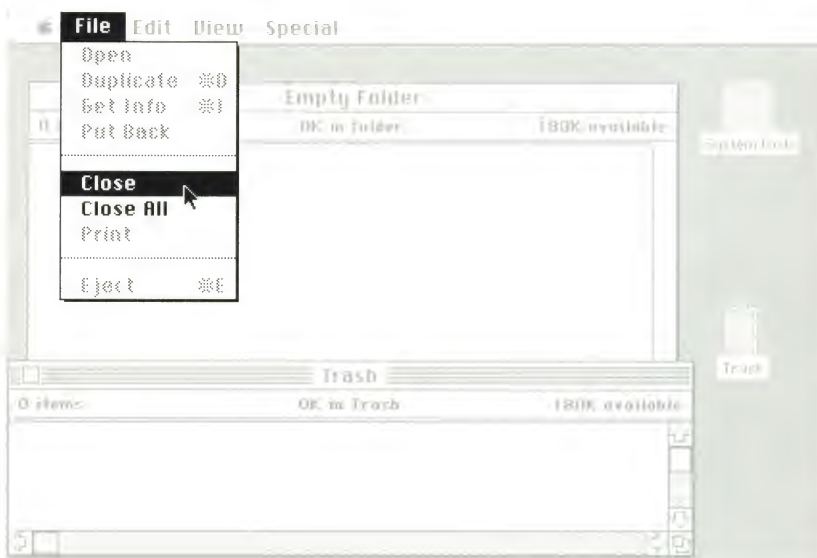 File Edit View Special
Open
Duplicate ⌘D
Get Info ⌘I
Put Back
Close
Close All
Print
Eject ⌘E
Empty Folder
0K in folder
180K available
System Disk
Trash
0 items
0K in Trash
180K available
Trash